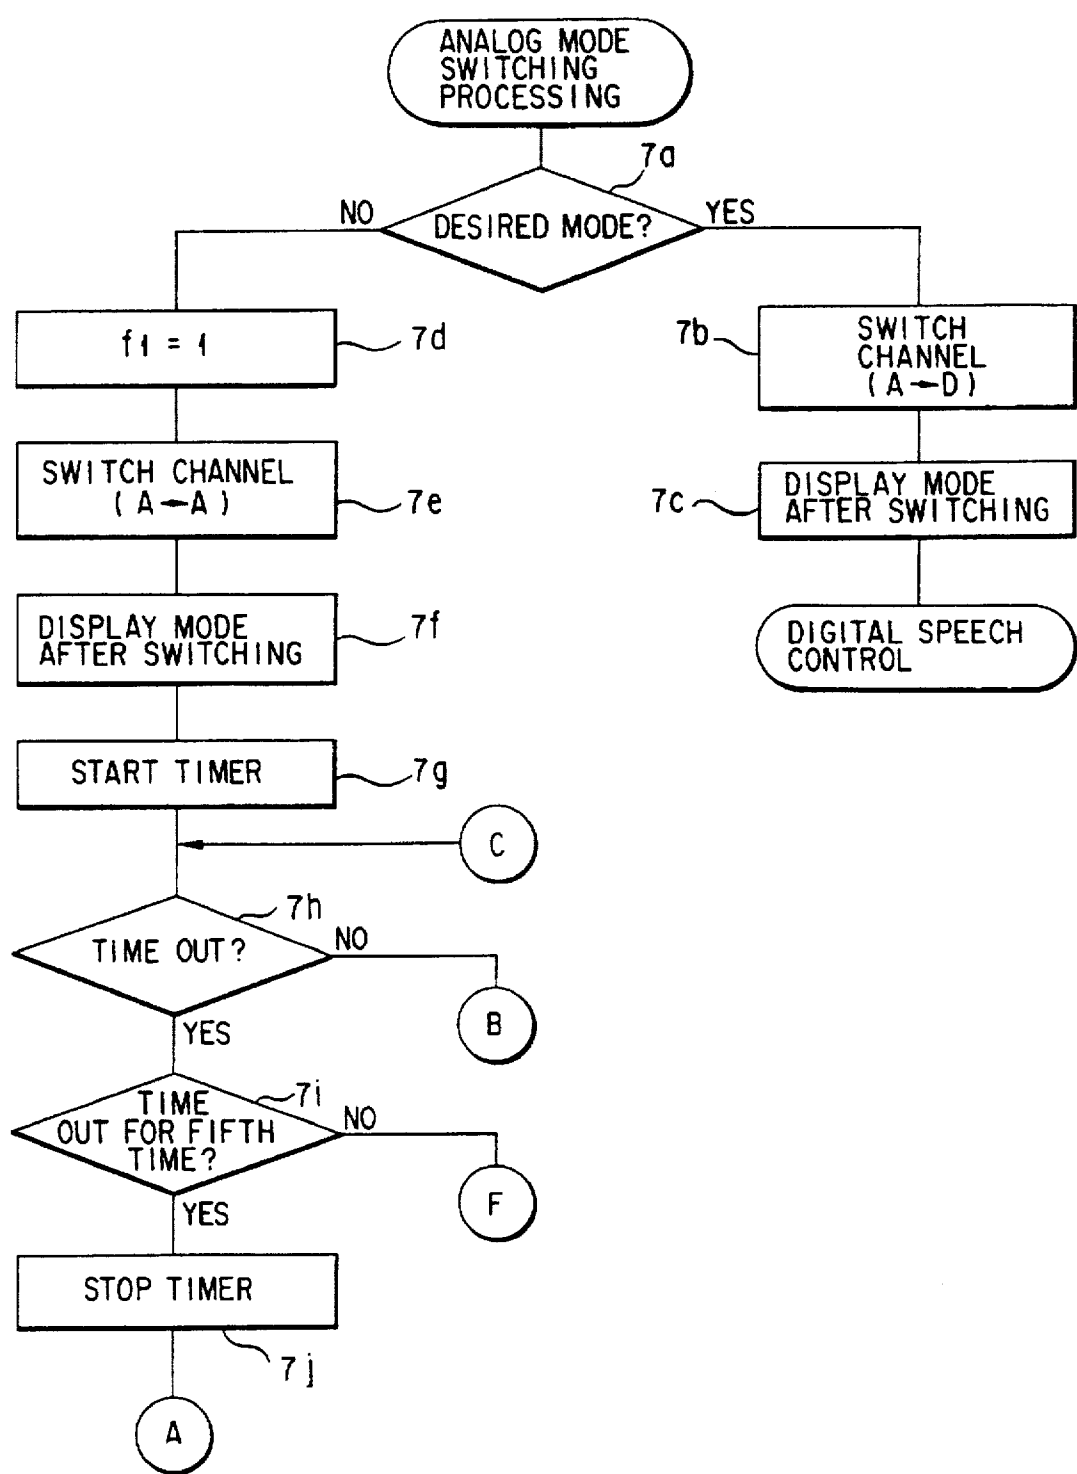 ANALOG MODE
SWITCHING
PROCESSING
7a
NO
DESIRED MODE?
YES
f1 = 1
7d
7b
SWITCH
CHANNEL
(A→D)
SWITCH CHANNEL
(A←A)
7e
7c
DISPLAY MODE
AFTER SWITCHING
DISPLAY MODE
AFTER SWITCHING
7f
DIGITAL SPEECH
CONTROL
START TIMER
7g
C
7h
TIME OUT?
NO
B
YES
7i
TIME
OUT FOR FIFTH
TIME?
NO
F
YES
STOP TIMER
7j
A